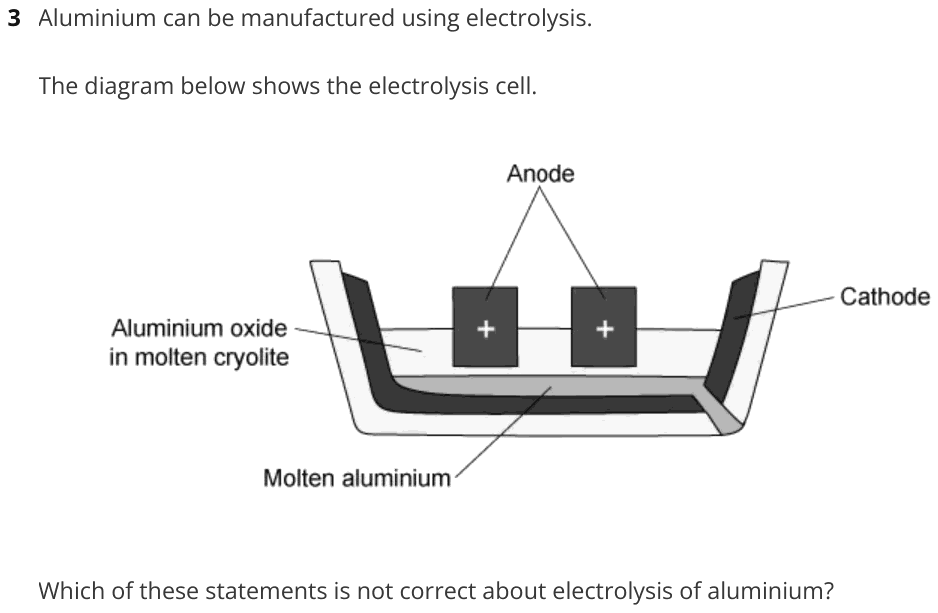 3 Aluminium can be manufactured using electrolysis.
The diagram below shows the electrolysis cell.
Anode
Cathode
Aluminium oxide
in molten cryolite
+ +
Molten aluminium
Which of these statements is not correct about electrolysis of aluminium?